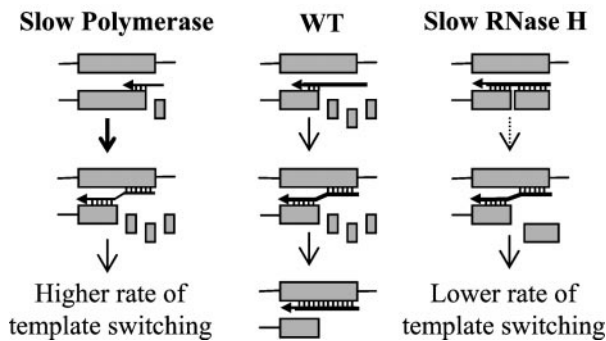 Slow Polymerase
WT
Slow RNase H
Higher rate of
template switching
Lower rate of
template switching